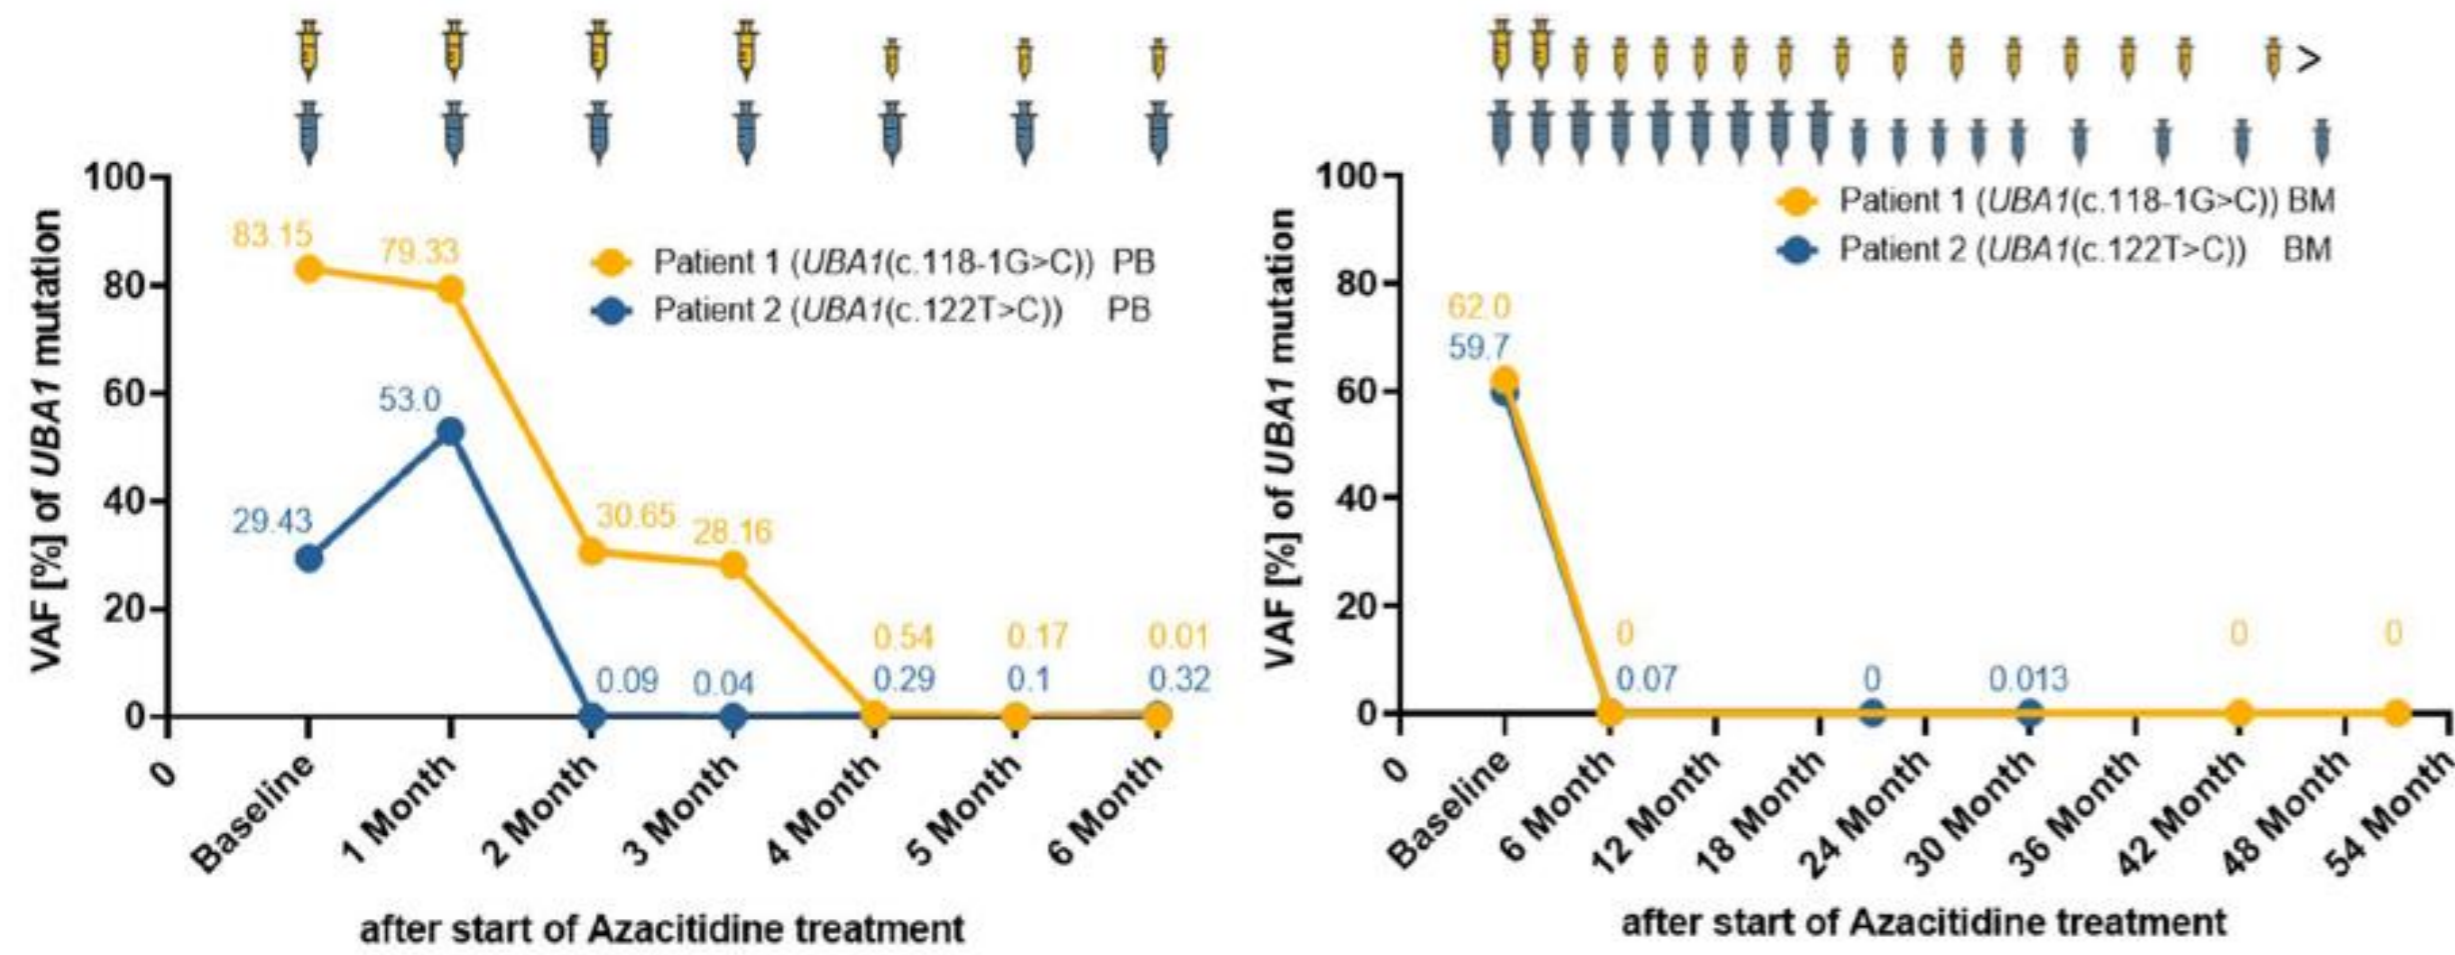 100
80
60
40
20
0
VAF [%] of UBA1 mutation
83.15
79.33
53.0
29.43
30.65
28.16
0.09
0.04
0.54
0.17
0.01
0.29
0.1
0.32
Patient 1 (UBA1(c.118-1G>C)) PB
Patient 2 (UBA1(c.122T>C)) PB
0
Baseline
1 Month
2 Month
3 Month
4 Month
5 Month
6 Month
after start of Azacitidine treatment
>
100
80
60
40
20
0
VAF [%] of UBA1 mutation
Patient 1 (UBA1(c.118-1G>C)) BM
Patient 2 (UBA1(c.122T>C)) BM
62.0
59.7
0
0
0
0.07
0
0.013
0
Baseline
6 Month
12 Month
18 Month
24 Month
30 Month
36 Month
42 Month
48 Month
54 Month
after start of Azacitidine treatment